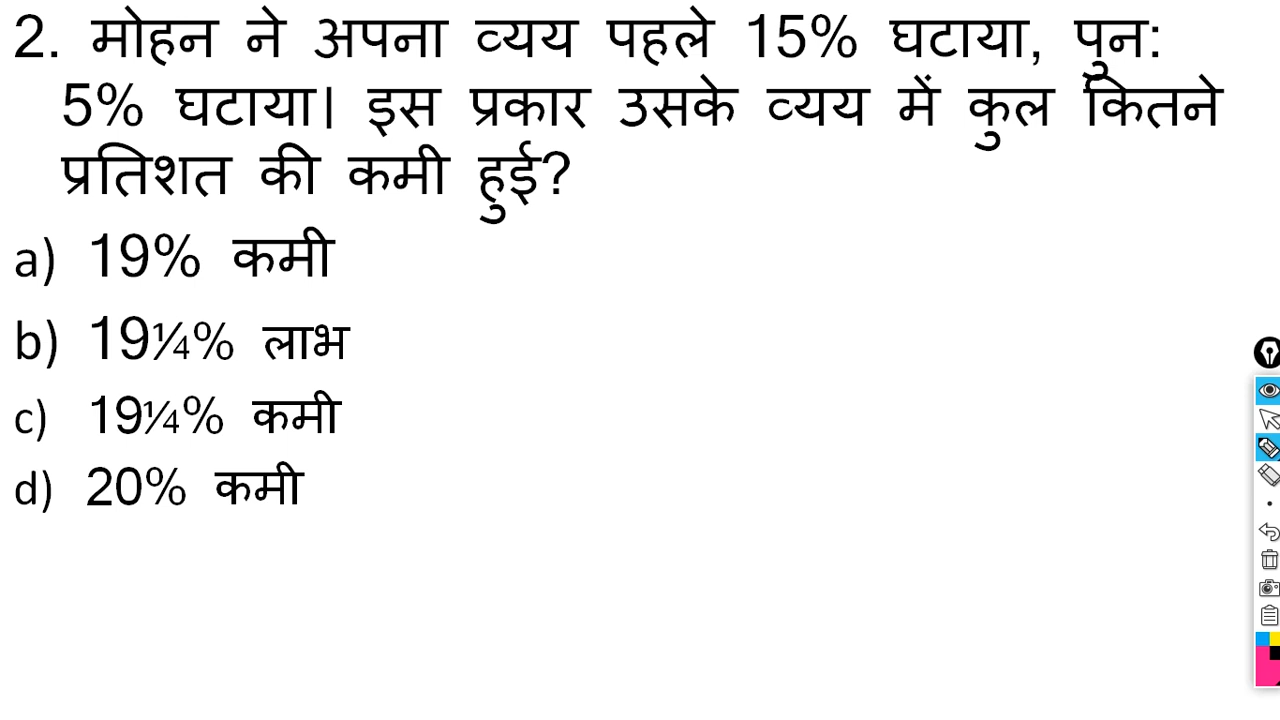 2. मोहन ने अपना व्यय पहले 15% घटाया, पुन:
5% घटाया। इस प्रकार उसके व्यय में कुल कितने
प्रतिशत की कमी हुई?
a) 19% कमी
b) 19¼% लाभ
c) 19¼% कमी
d) 20% कमी